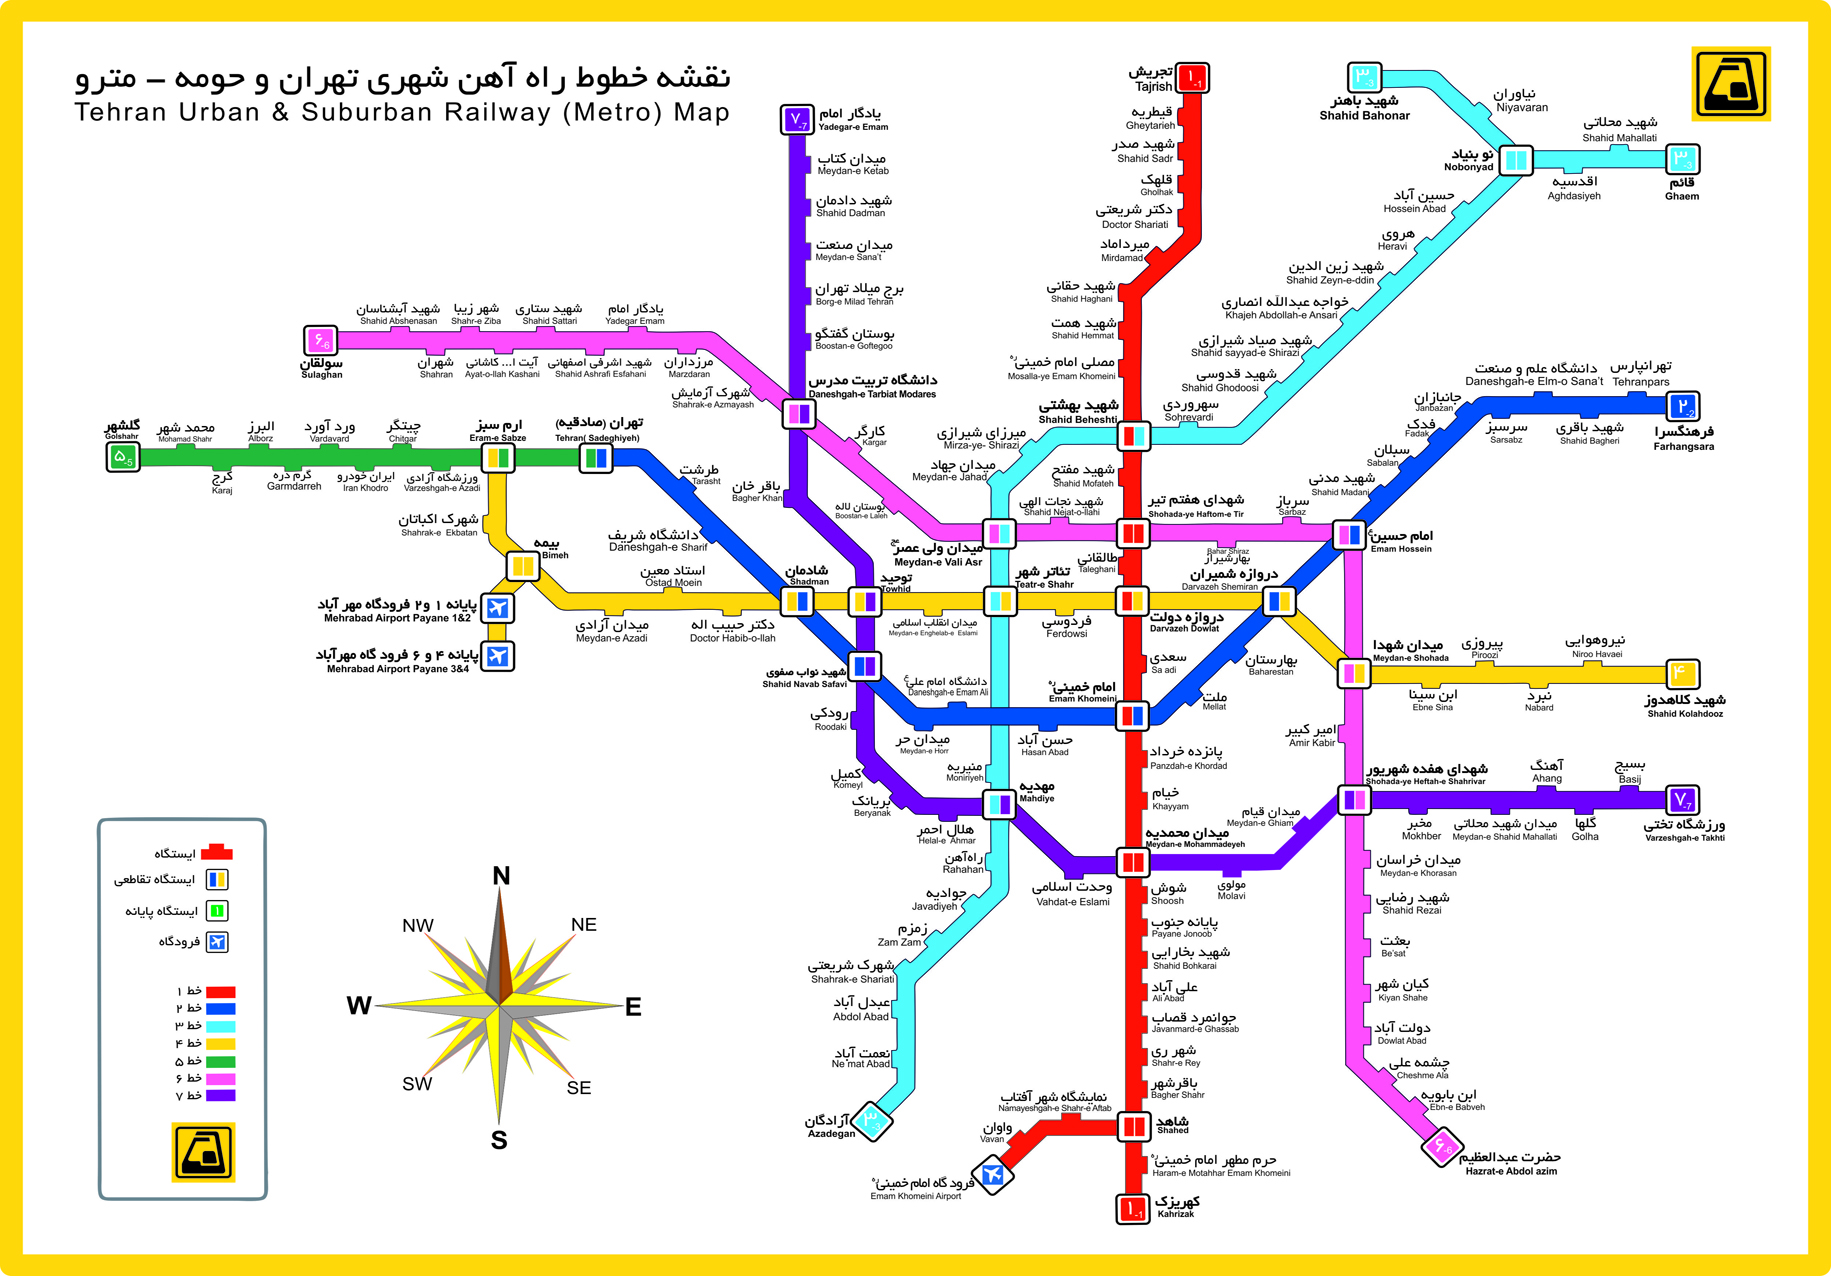 نقشه خطوط راه آهن شهری تهران و حومه – مترو
Tehran Urban & Suburban Railway (Metro) Map
۷-7
یادگار امام
Yadegar-e Emam
میدان کتاب
Meydan-e Ketab
شهید دادمان
Shahid Dadman
میدان صنعت
Meydan-e Sana't
برج میلاد تهران
Borg-e Milad Tehran
بوستان گفتگو
Boostan-e Goftegoo
دانشگاه تربیت مدرس
Daneshgah-e Tarbiat Modares
باقر خان
Bagher Khan
توحید
Towhid
شهید نواب صفوی
Shahid Navab Safavi
رودکی
Roodaki
کمیل
Komeyl
بریانک
Beryanak
هلال احمر
Helal-e Ahmar
مهدیه
Mahdiye
وحدت اسلامی
Vahdat-e Eslami
میدان محمدیه
Meydan-e Mohammadeyeh
مولوی
Molavi
میدان قیام
Meydan-e Ghiam
شهدای هفده شهریور
Shohada-ye Heftah-e Shahrivar
مخبر
Mokhber
میدان شهید محلاتی
Meydan-e Shahid Mahallati
آهنگ
Ahang
گلها
Golha
بسیج
Basij
۷-7
ورزشگاه تختی
Varzeshgah-e Takhti
۱-1
تجریش
Tajrish
قیطریه
Gheytarieh
شهید صدر
Shahid Sadr
قلهک
Gholhak
دکتر شریعتی
Doctor Shariati
میرداماد
Mirdamad
شهید حقانی
Shahid Haghani
شهید همت
Shahid Hemmat
مصلی امام خمینی(ره)
Mosalla-ye Emam Khomeini
شهید بهشتی
Shahid Beheshti
شهید مفتح
Shahid Mofateh
شهدای هفتم تیر
Shohada-ye Haftom-e Tir
طالقانی
Taleghani
دروازه دولت
Darvazeh Dowlat
سعدی
Sa adi
امام خمینی(ره)
Emam Khomeini
پانزده خرداد
Panzdah-e Khordad
خیام
Khayyam
شوش
Shoosh
پایانه جنوب
Payane Jonoob
شهید بخارایی
Shahid Bohkarai
علی آباد
Ali Abad
جوانمرد قصاب
Javanmard-e Ghassab
شهر ری
Shahr-e Rey
باقرشهر
Bagher Shahr
شاهد
Shahed
نمایشگاه شهر آفتاب
Namayeshgah-e Shahr-e Aftab
واوان
Vavan
فرودگاه امام خمینی(ره)
Emam Khomeini Airport
حرم مطهر امام خمینی(ره)
Haram-e Motahhar Emam Khomeini
۱-1
کهریزک
Kahrizak
۳-3
شهید باهنر
Shahid Bahonar
نیاوران
Niyavaran
نو بنیاد
Nobonyad
شهید محلاتی
Shahid Mahallati
اقدسیه
Aghdasiyeh
۳-3
قائم
Ghaem
حسین آباد
Hossein Abad
هروی
Heravi
شهید زین الدین
Shahid Zeyn-e-ddin
خواجه عبدالله انصاری
Khajeh Abdollah-e Ansari
شهید صیاد شیرازی
Shahid sayyad-e Shirazi
شهید قدوسی
Shahid Ghodoosi
سهروردی
Sohrevardi
میرزای شیرازی
Mirza-ye- Shirazi
میدان جهاد
Meydan-e Jahad
میدان ولی عصر(عج)
Meydan-e Vali Asr
تئاتر شهر
Teatr-e Shahr
منیریه
Moniriyeh
راه‌آهن
Rahahan
جوادیه
Javadiyeh
زمزم
Zam Zam
شهرک شریعتی
Shahrak-e Shariati
عبدل آباد
Abdol Abad
نعمت آباد
Ne'mat Abad
آزادگان
Azadegan
۳-3
۶-6
سولقان
Sulaghan
شهید آبشناسان
Shahid Abshenasan
شهران
Shahran
شهر زیبا
Shahr-e Ziba
آیت ا... کاشانی
Ayat-o-llah Kashani
شهید ستاری
Shahid Sattari
شهید اشرفی اصفهانی
Shahid Ashrafi Esfahani
یادگار امام
Yadegar Emam
مرزداران
Marzdaran
شهرک آزمایش
Shahrak-e Azmayash
کارگر
Kargar
بوستان لاله
Boostan-e Laleh
شهید نجات الهی
Shahid Nejat-o-llahi
بهارشیراز
Bahar Shiraz
سرباز
Sarbaz
امام حسین(ع)
Emam Hossein
میدان شهدا
Meydan-e Shohada
امیر کبیر
Amir Kabir
میدان خراسان
Meydan-e Khorasan
شهید رضایی
Shahid Rezai
بعثت
Be'sat
کیان شهر
Kiyan Shahe
دولت آباد
Dowlat Abad
چشمه علی
Cheshme Ala
ابن بابویه
Ebn-e Babveh
۶-6
حضرت عبدالعظیم
Hazrat-e Abdol azim
گلشهر
Golshahr
۵-5
محمد شهر
Mohamad Shahr
کرج
Karaj
البرز
Alborz
گرم دره
Garmdarreh
ورد آورد
Vardavard
ایران خودرو
Iran Khodro
چیتگر
Chitgar
ورزشگاه آزادی
Varzeshgah-e Azadi
ارم سبز
Eram-e Sabze
تهران (صادقیه)
Tehran( Sadeghiyeh)
طرشت
Tarasht
دانشگاه شریف
Daneshgah-e Sharif
شادمان
Shadman
دانشگاه امام علی(ع)
Daneshgah-e Emam Ali
میدان حر
Meydan-e Horr
حسن آباد
Hasan Abad
ملت
Mellat
بهارستان
Baharestan
دروازه شمیران
Darvazeh Shemiran
شهید مدنی
Shahid Madani
سبلان
Sabalan
فدک
Fadak
جانبازان
Janbazan
سرسبز
Sarsabz
دانشگاه علم و صنعت
Daneshgah-e Elm-o Sana't
شهید باقری
Shahid Bagheri
تهرانپارس
Tehranpars
۲-2
فرهنگسرا
Farhangsara
شهرک اکباتان
Shahrak-e Ekbatan
بیمه
Bimeh
پایانه ۱ و۲ فرودگاه مهر آباد
Mehrabad Airport Payane 1&2
پایانه ۴ و ۶ فرود گاه مهرآباد
Mehrabad Airport Payane 3&4
میدان آزادی
Meydan-e Azadi
استاد معین
Ostad Moein
دکتر حبیب اله
Doctor Habib-o-llah
میدان انقلاب اسلامی
Meydan-e Enghelab-e Eslami
فردوسی
Ferdowsi
ابن سینا
Ebne Sina
پیروزی
Piroozi
نبرد
Nabard
نیروهوایی
Niroo Havaei
۴
شهید کلاهدوز
Shahid Kolahdooz
ایستگاه
ایستگاه تقاطعی
ایستگاه پایانه
۱
فرودگاه
خط ۱
خط ۲
خط ۳
خط ۴
خط ۵
خط ۶
خط ۷
N
NE
E
SE
S
SW
W
NW